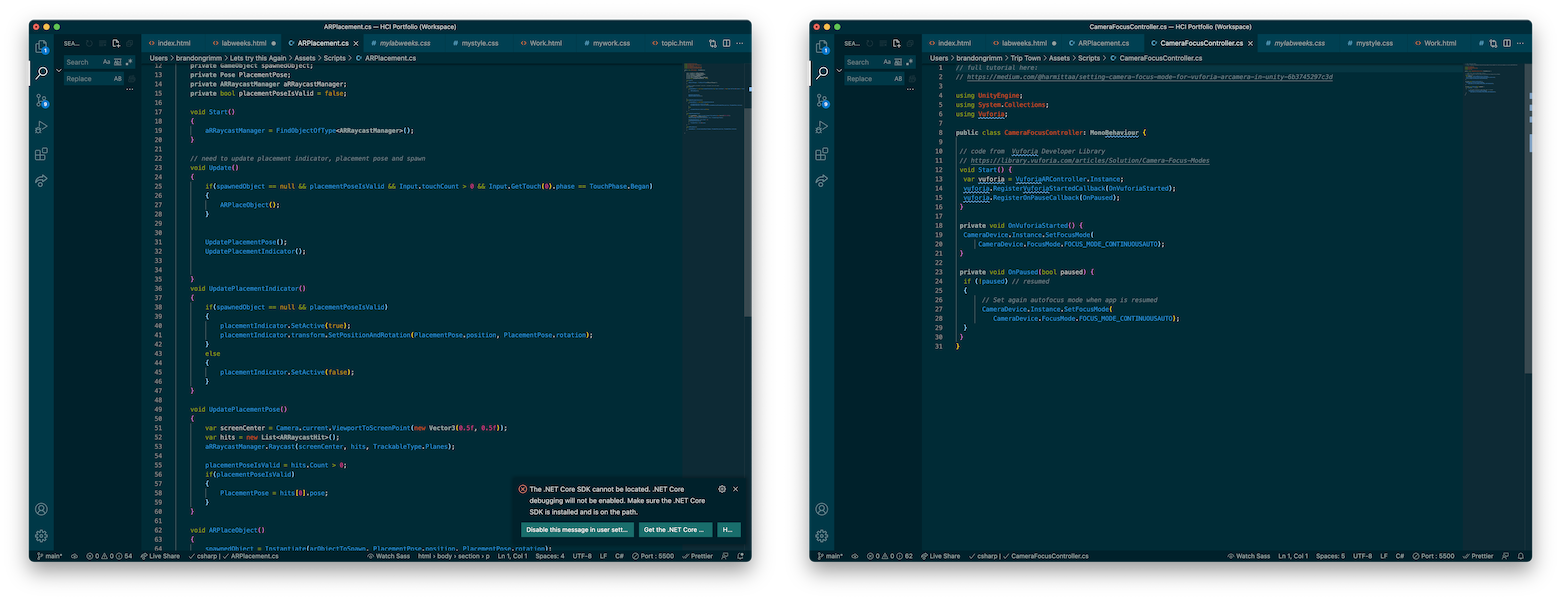 ARPlacement.cs — HCI Portfolio (Workspace)
SEA...
index.html
labweeks.html
ARPlacement.cs
mylabweeks.css
mystyle.css
Work.html
mywork.css
topic.html
Users > brandongrimm > Lets try this Again > Assets > Scripts > ARPlacement.cs
Search
Aa
Replace
AB
12 private GameObject spawnedObject;
13 private Pose PlacementPose;
14 private ARRaycastManager aRRaycastManager;
15 private bool placementPoseIsValid = false;
16
17 void Start()
18 {
19 aRRaycastManager = FindObjectOfType<ARRaycastManager>();
20 }
21
22 // need to update placement indicator, placement pose and spawn
23 void Update()
24 {
25 if(spawnedObject == null && placementPoseIsValid && Input.touchCount > 0 && Input.GetTouch(0).phase == TouchPhase.Began)
26 {
27 ARPlaceObject();
28 }
29
30
31 UpdatePlacementPose();
32 UpdatePlacementIndicator();
33
34
35 }
36 void UpdatePlacementIndicator()
37 {
38 if(spawnedObject == null && placementPoseIsValid)
39 {
40 placementIndicator.SetActive(true);
41 placementIndicator.transform.SetPositionAndRotation(PlacementPose.position, PlacementPose.rotation);
42 }
43 else
44 {
45 placementIndicator.SetActive(false);
46 }
47 }
48
49 void UpdatePlacementPose()
50 {
51 var screenCenter = Camera.current.ViewportToScreenPoint(new Vector3(0.5f, 0.5f));
52 var hits = new List<ARRaycastHit>();
53 aRRaycastManager.Raycast(screenCenter, hits, TrackableType.Planes);
54
55 placementPoseIsValid = hits.Count > 0;
56 if(placementPoseIsValid)
57 {
58 PlacementPose = hits[0].pose;
59 }
60 }
61
62 void ARPlaceObject()
63 {
64 spawnedObject = Instantiate(arObjectToSpawn, PlacementPose.position, PlacementPose.rotation);
The .NET Core SDK cannot be located. .NET Core
debugging will not be enabled. Make sure the .NET Core
SDK is installed and is on the path.
Disable this message in user sett...
Get the .NET Core ...
H...
main* 0 0 54 Live Share csharp | ARPlacement.cs Watch Sass html > body > section > p Ln 1, Col 1 Spaces: 4 UTF-8 LF C# Port : 5500 Prettier
CameraFocusController.cs — HCI Portfolio (Workspace)
SEA...
index.html
labweeks.html
ARPlacement.cs
CameraFocusController.cs
mylabweeks.css
mystyle.css
Work.html
Users > brandongrimm > Trip Town > Assets > Scripts > CameraFocusController.cs
Search
Aa
Replace
AB
1 // full tutorial here:
2 // https://medium.com/@harmittaa/setting-camera-focus-mode-for-vuforia-arcamera-in-unity-6b3745297c3d
3
4 using UnityEngine;
5 using System.Collections;
6 using Vuforia;
7
8 public class CameraFocusController: MonoBehaviour {
9
10 // code from Vuforia Developer Library
11 // https://library.vuforia.com/articles/Solution/Camera-Focus-Modes
12 void Start() {
13 var vuforia = VuforiaARController.Instance;
14 vuforia.RegisterVuforiaStartedCallback(OnVuforiaStarted);
15 vuforia.RegisterOnPauseCallback(OnPaused);
16 }
17
18 private void OnVuforiaStarted() {
19 CameraDevice.Instance.SetFocusMode(
20 CameraDevice.FocusMode.FOCUS_MODE_CONTINUOUSAUTO);
21 }
22
23 private void OnPaused(bool paused) {
24 if (!paused) // resumed
25 {
26 // Set again autofocus mode when app is resumed
27 CameraDevice.Instance.SetFocusMode(
28 CameraDevice.FocusMode.FOCUS_MODE_CONTINUOUSAUTO);
29 }
30 }
31 }
main* 0 0 62 Live Share csharp | CameraFocusController.cs Watch Sass Ln 1, Col 1 Spaces: 5 UTF-8 LF C# Port : 5500 Prettier